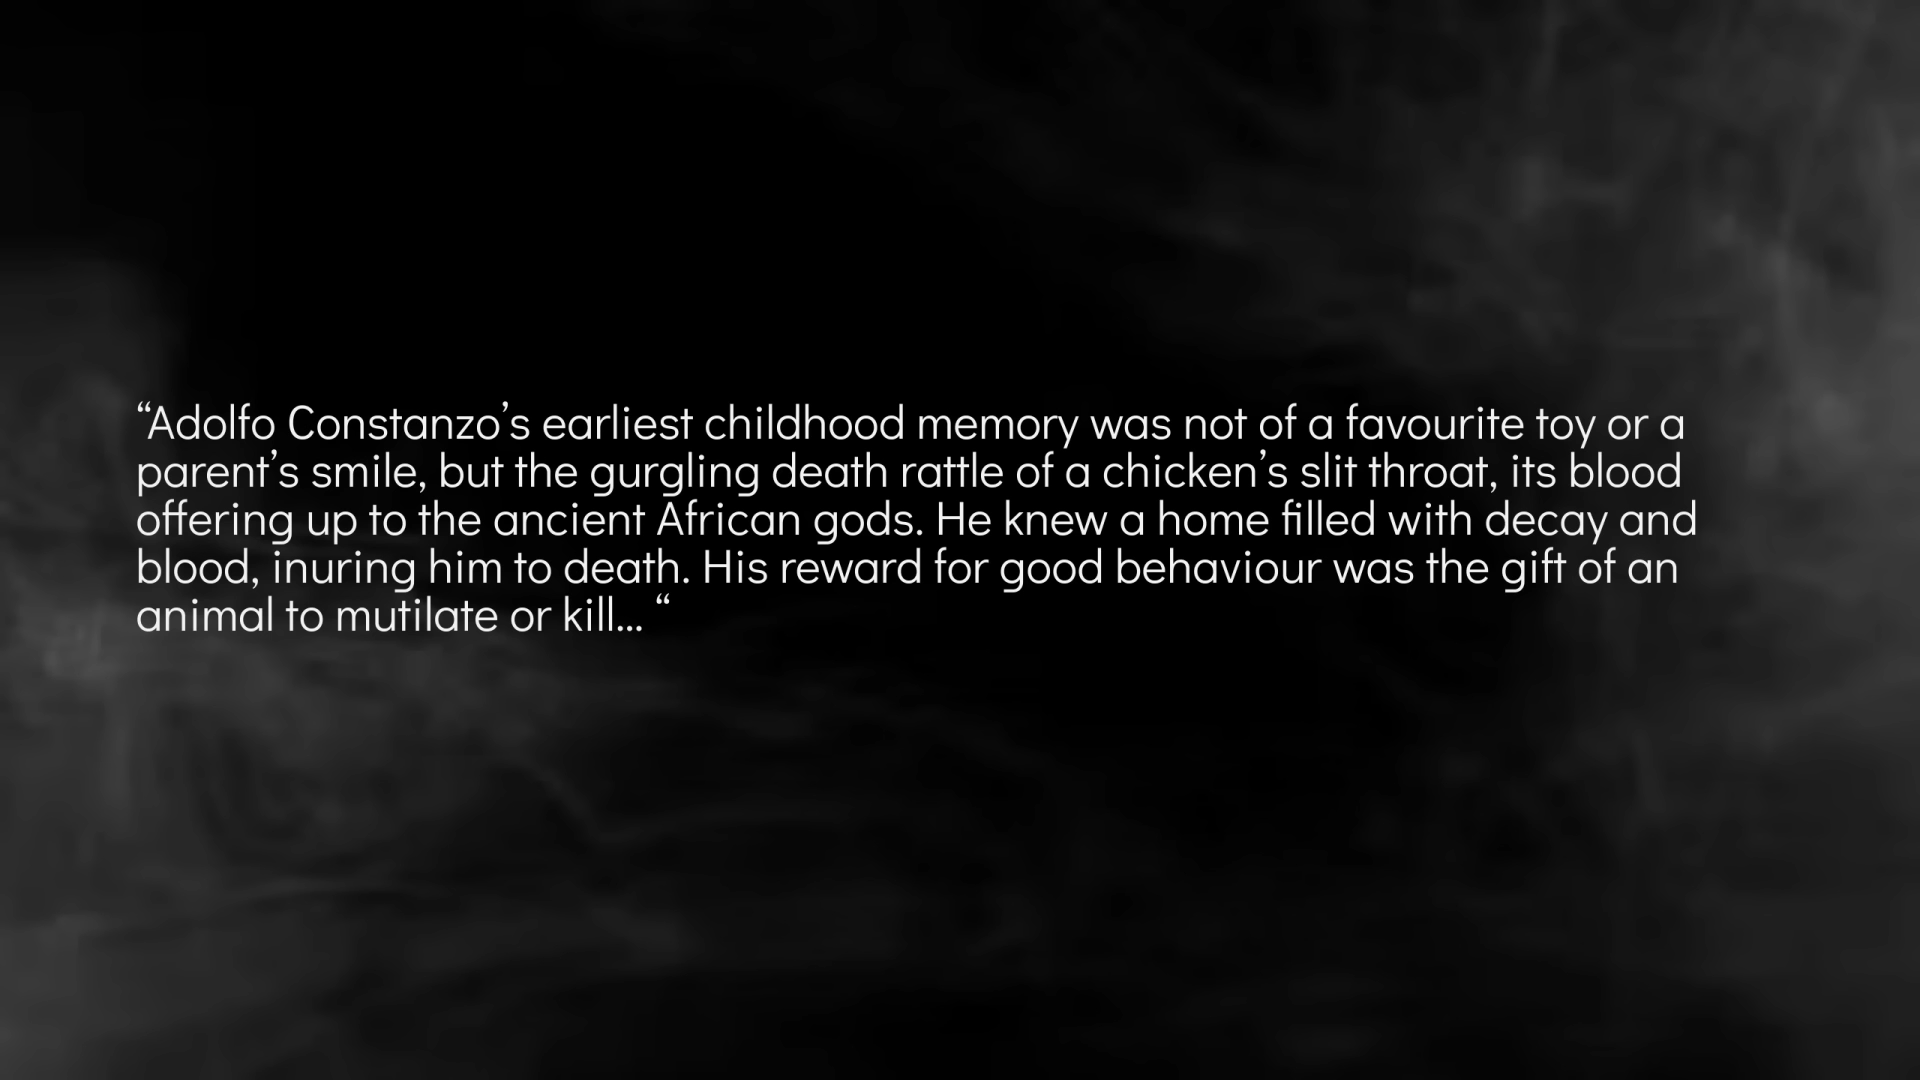 “Adolfo Constanzo’s earliest childhood memory was not of a favourite toy or a
parent’s smile, but the gurgling death rattle of a chicken’s slit throat, its blood
offering up to the ancient African gods. He knew a home filled with decay and
blood, inuring him to death. His reward for good behaviour was the gift of an
animal to mutilate or kill... “